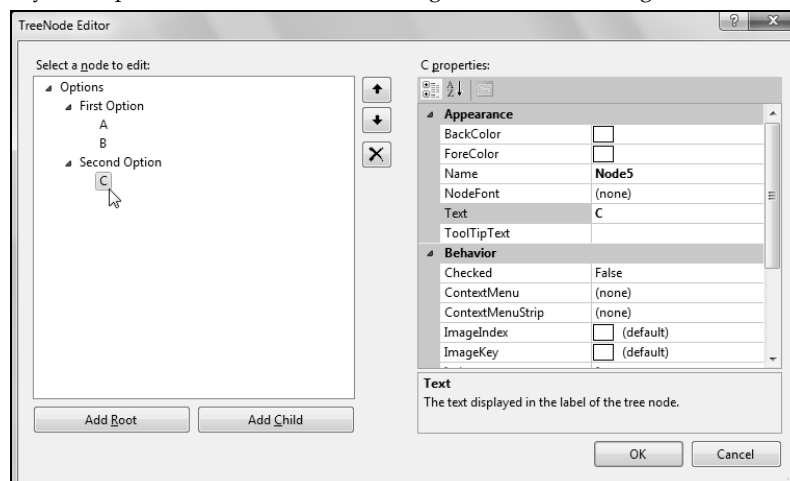 TreeNode Editor
Select a node to edit:
Options
First Option
A
B
Second Option
C
Add Root
Add Child
C properties:
Appearance
BackColor
ForeColor
Name Node5
NodeFont (none)
Text C
ToolTipText
Behavior
Checked False
ContextMenu (none)
ContextMenuStrip (none)
ImageIndex (default)
ImageKey (default)
Text
The text displayed in the label of the tree node.
OK
Cancel